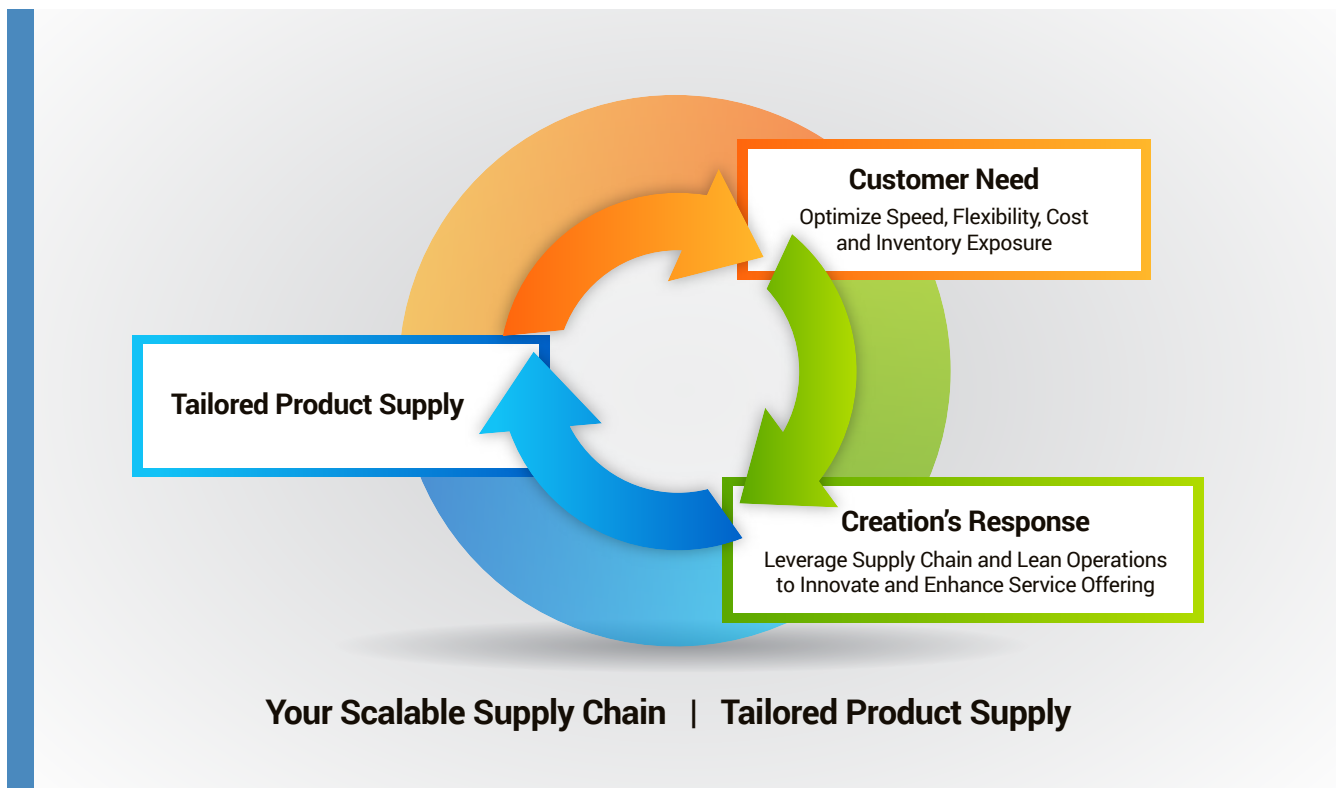 Customer Need
Optimize Speed, Flexibility, Cost
and Inventory Exposure
Tailored Product Supply
Creation’s Response
Leverage Supply Chain and Lean Operations
to Innovate and Enhance Service Offering
Your Scalable Supply Chain | Tailored Product Supply